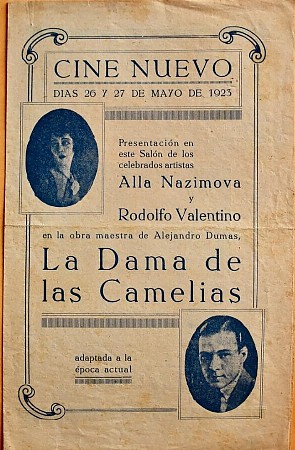 CINE NUEVO
DIAS 26 Y 27 DE MAYO DE 1923
Presentación en
este Salón de los
celebrados artistas
Alla Nazimova
y
Rodolfo Valentino
en la obra maestra de Alejandro Dumas,
La Dama de
las Camelias
adaptada a la
época actual